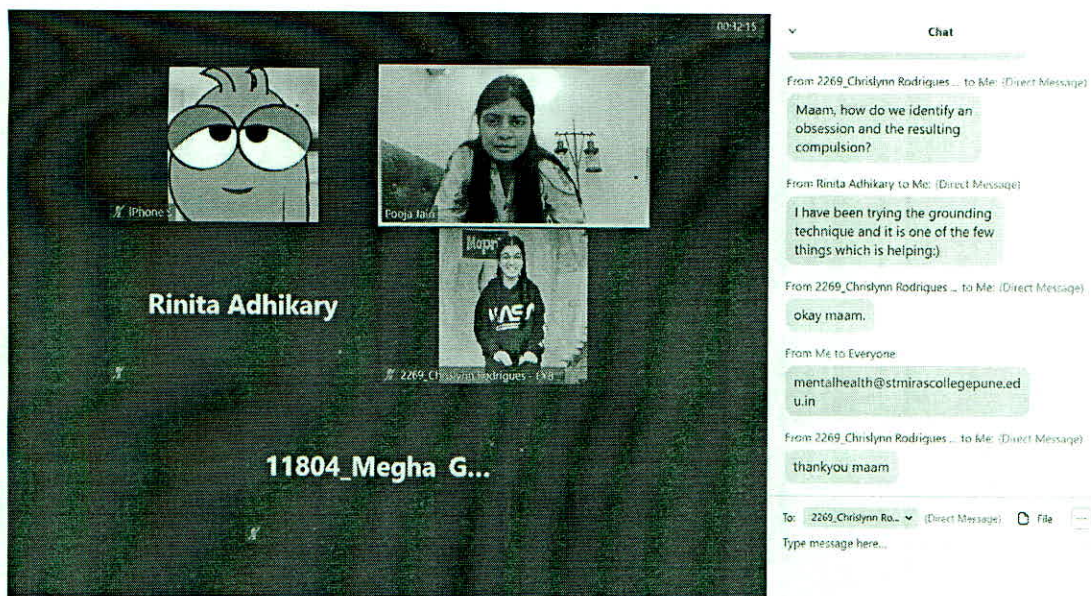 00:32:15
iPhone
Pooja Jain
Rinita Adhikary
2269_Chrislynn Rodrigues -
11804_Megha G...
Chat
From 2269_Chrislynn Rodrigues ... to Me: (Direct Message)
Maam, how do we identify an
obsession and the resulting
compulsion?
From Rinita Adhikary to Me: (Direct Message)
I have been trying the grounding
technique and it is one of the few
things which is helping:)
From 2269_Chrislynn Rodrigues ... to Me: (Direct Message)
okay maam.
From Me to Everyone:
mentalhealth@stmirascollegepune.ed
u.in
From 2269_Chrislynn Rodrigues ... to Me: (Direct Message)
thankyou maam
To: 2269_Chrislynn Ro... (Direct Message) File ...
Type message here...